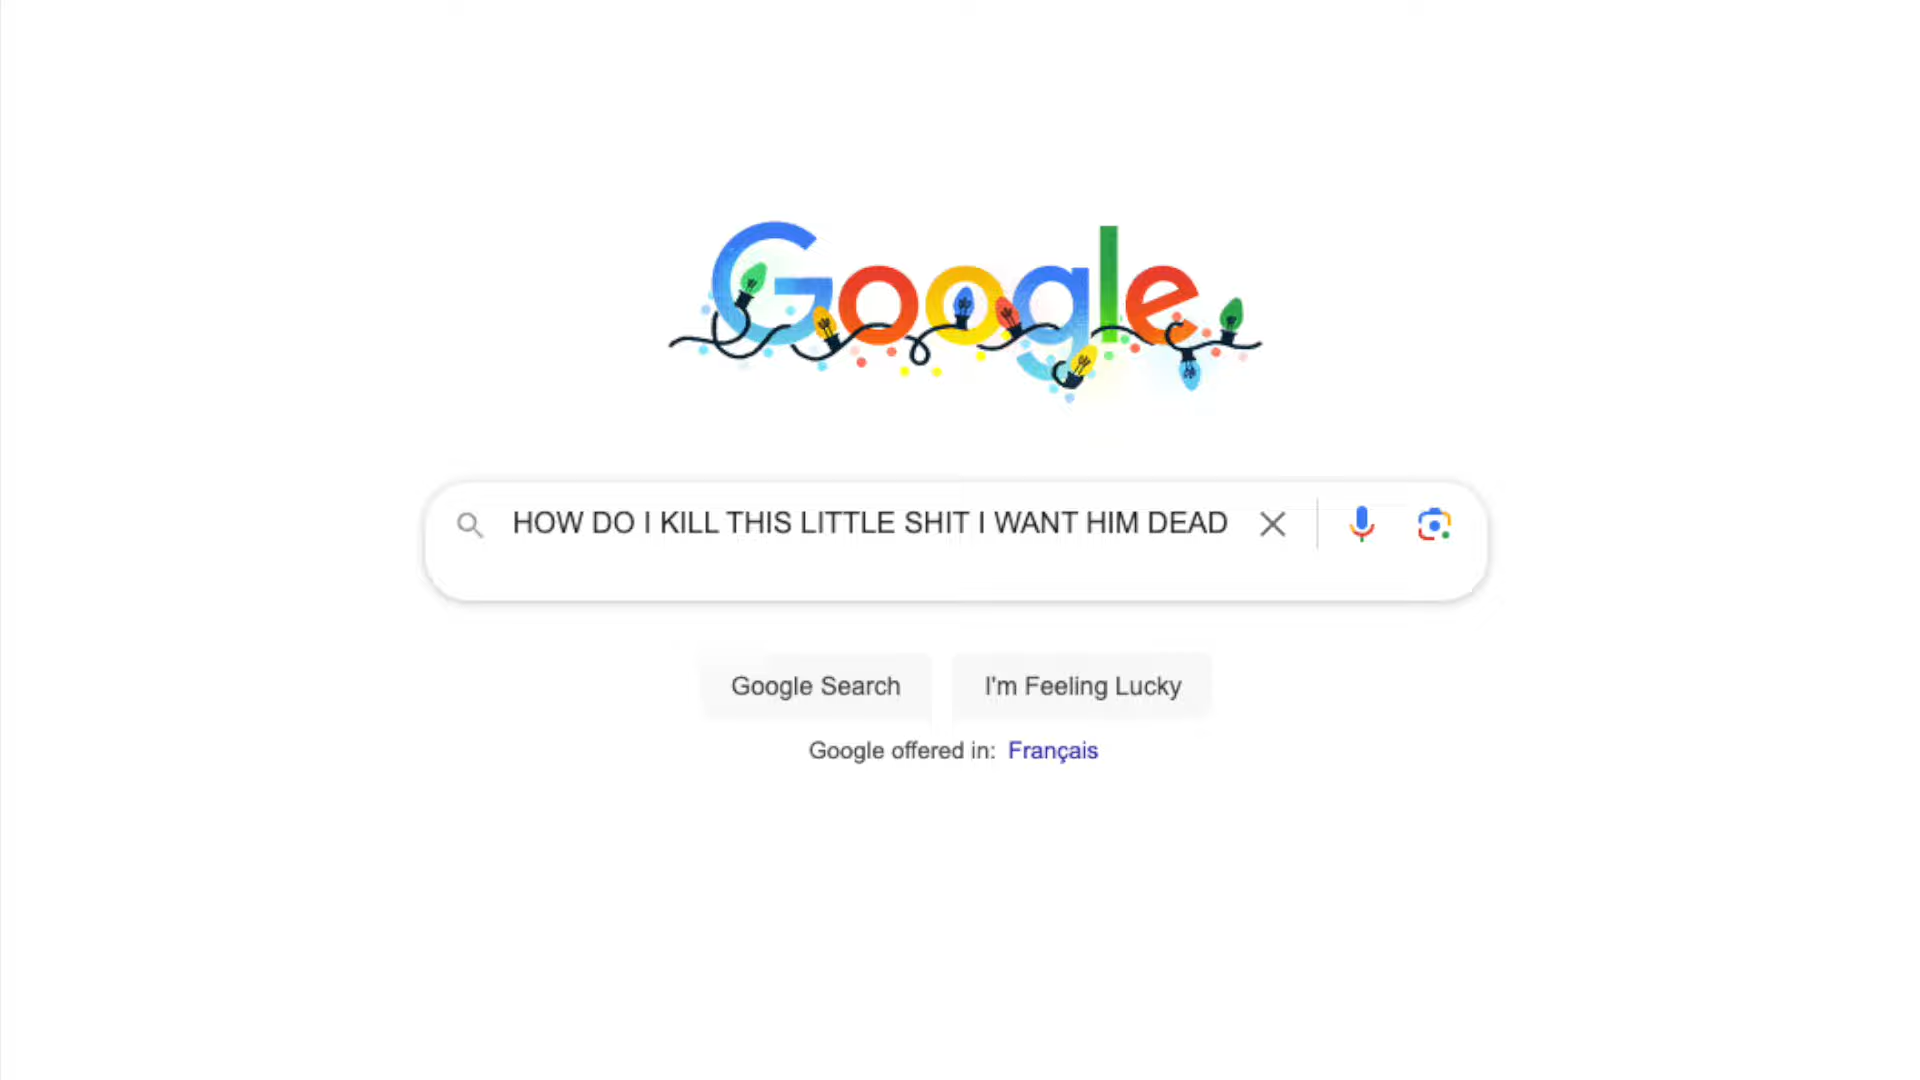 Google
HOW DO I KILL THIS LITTLE SHIT I WANT HIM DEAD
Google Search
I'm Feeling Lucky
Google offered in: Français